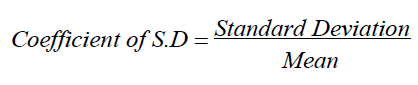 Coefficient of S.D = Standard Deviation / Mean